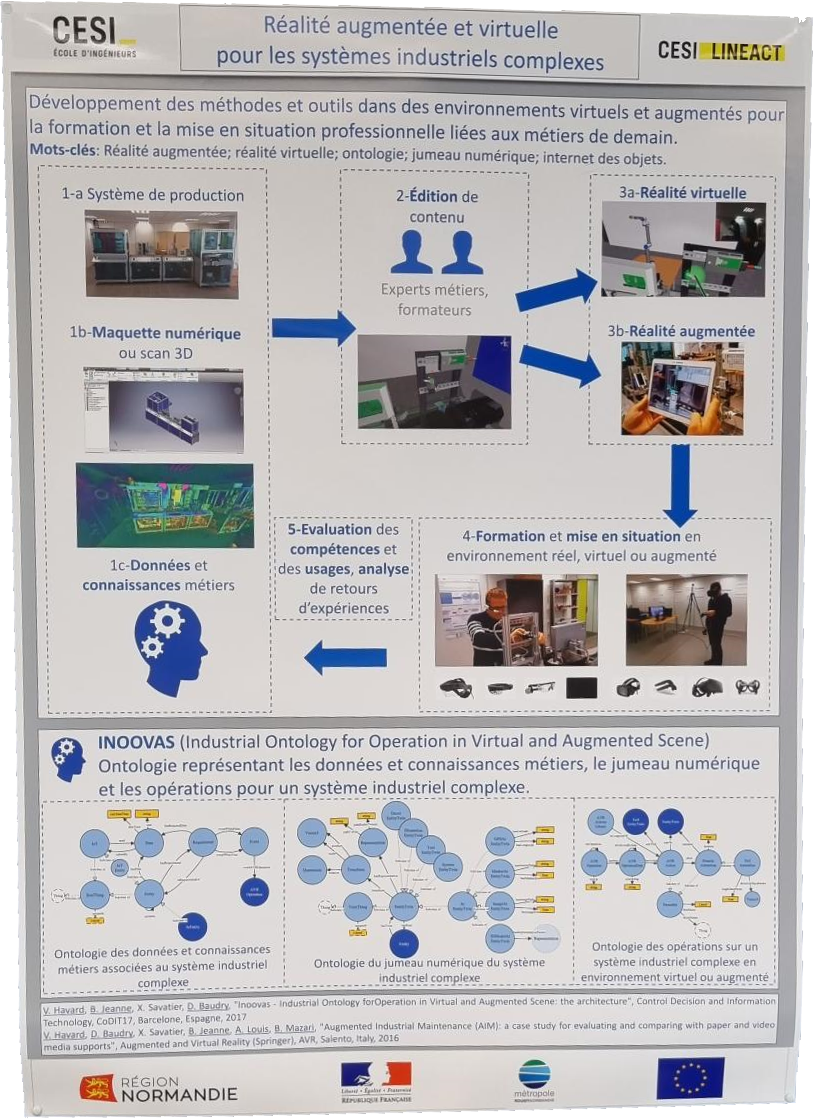 CESI
ÉCOLE D'INGÉNIEURS
Réalité augmentée et virtuelle
pour les systèmes industriels complexes
CESI LINEACT
Développement des méthodes et outils dans des environnements virtuels et augmentés pour
la formation et la mise en situation professionnelle liées aux métiers de demain.
Mots-clés: Réalité augmentée; réalité virtuelle; ontologie; jumeau numérique; internet des objets.
1-a Système de production
1b-Maquette numérique
ou scan 3D
1c-Données et
connaissances métiers
2-Édition de
contenu
Experts métiers,
formateurs
3a-Réalité virtuelle
3b-Réalité augmentée
4-Formation et mise en situation en
environnement réel, virtuel ou augmenté
5-Evaluation des
compétences et
des usages, analyse
de retours
d'expériences
INOOVAS (Industrial Ontology for Operation in Virtual and Augmented Scene)
Ontologie représentant les données et connaissances métiers, le jumeau numérique
et les opérations pour un système industriel complexe.
Ontologie des données et connaissances
métiers associées au système industriel
complexe
Ontologie du jumeau numérique du système
industriel complexe
Ontologie des opérations sur un
système industriel complexe en
environnement virtuel ou augmenté
V. Havard, B. Jeanne, X. Savatier, D. Baudry, "Inoovas - Industrial Ontology forOperation in Virtual and Augmented Scene: the architecture", Control Decision and Information
Technology, CoDIT17, Barcelone, Espagne, 2017
V. Havard, D. Baudry, X. Savatier, B. Jeanne, A. Louis, B. Mazari, "Augmented Industrial Maintenance (AIM): a case study for evaluating and comparing with paper and video
media supports", Augmented and Virtual Reality (Springer), AVR, Salento, Italy, 2016
RÉGION
NORMANDIE
Liberté • Égalité • Fraternité
RÉPUBLIQUE FRANÇAISE
métropole
ROUENNORMANDIE